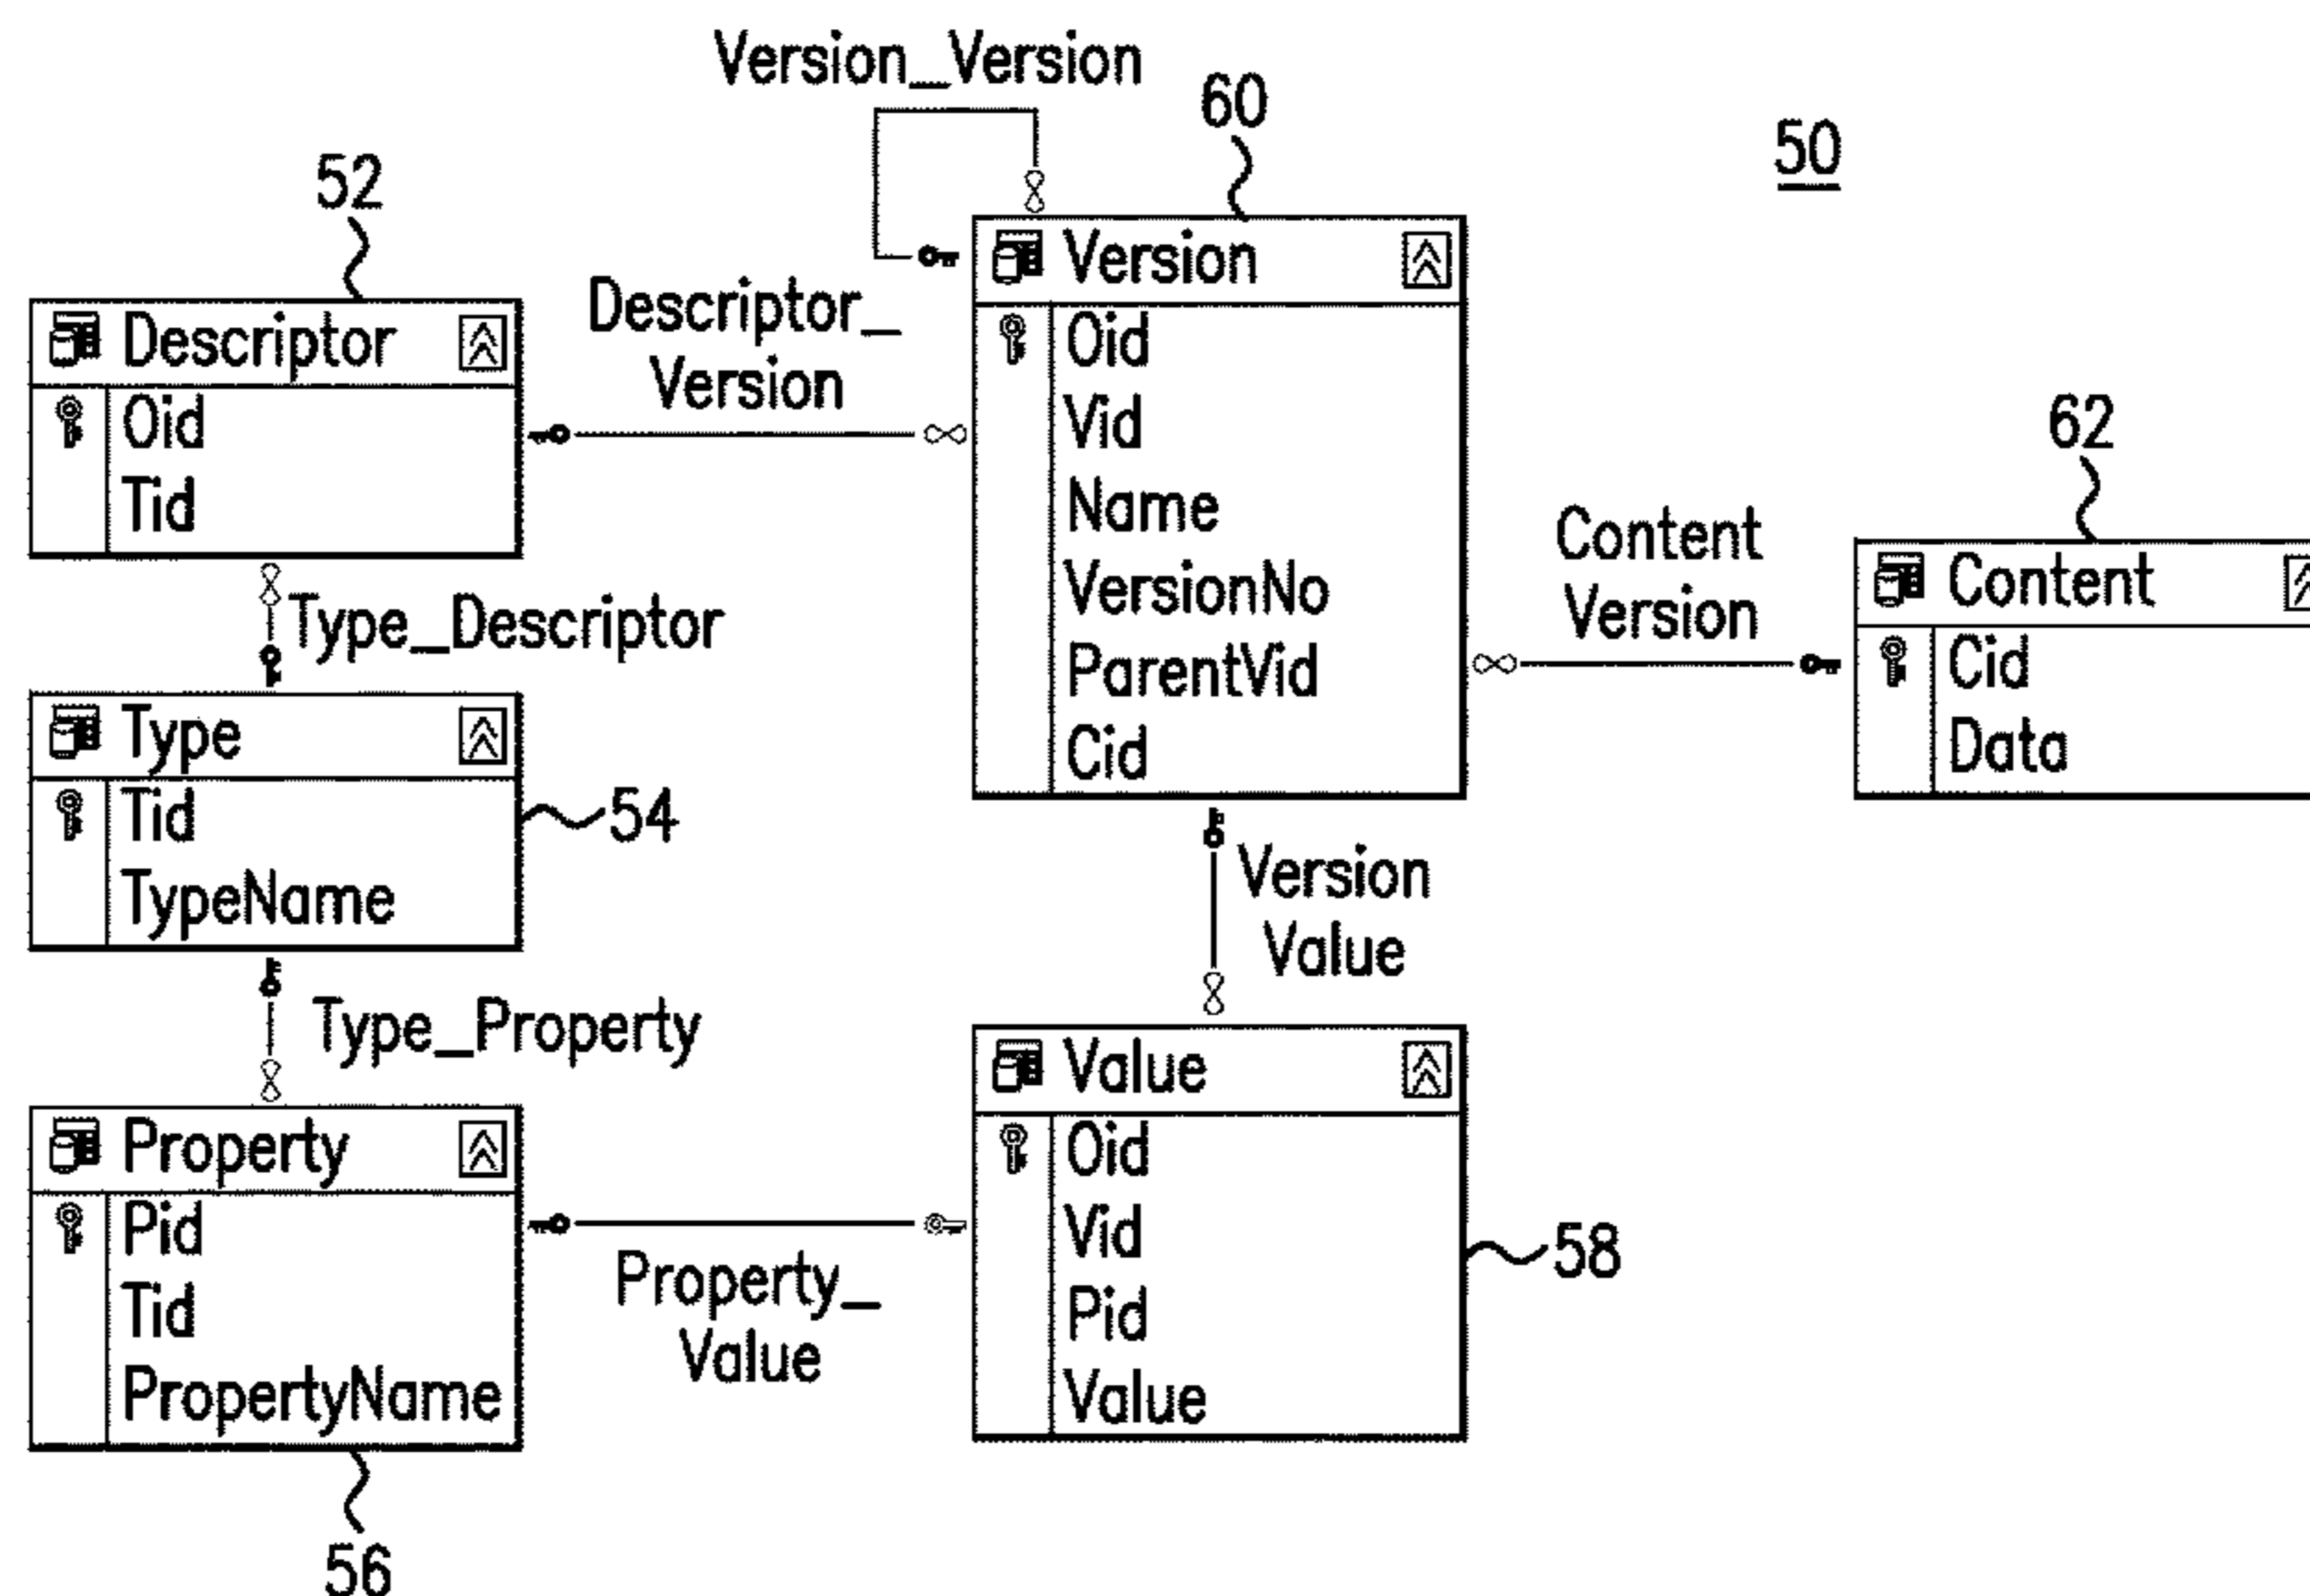 Version_Version
60
50
52
Version
Descriptor_
Version
Descriptor
Oid
Tid
Oid
Vid
Name
VersionNo
ParentVid
Cid
62
Content
Version
Content
Cid
Data
Type_Descriptor
Type
Tid
TypeName
54
Version
Value
Type_Property
Property
Pid
Tid
PropertyName
56
Property_
Value
Value
Oid
Vid
Pid
Value
58